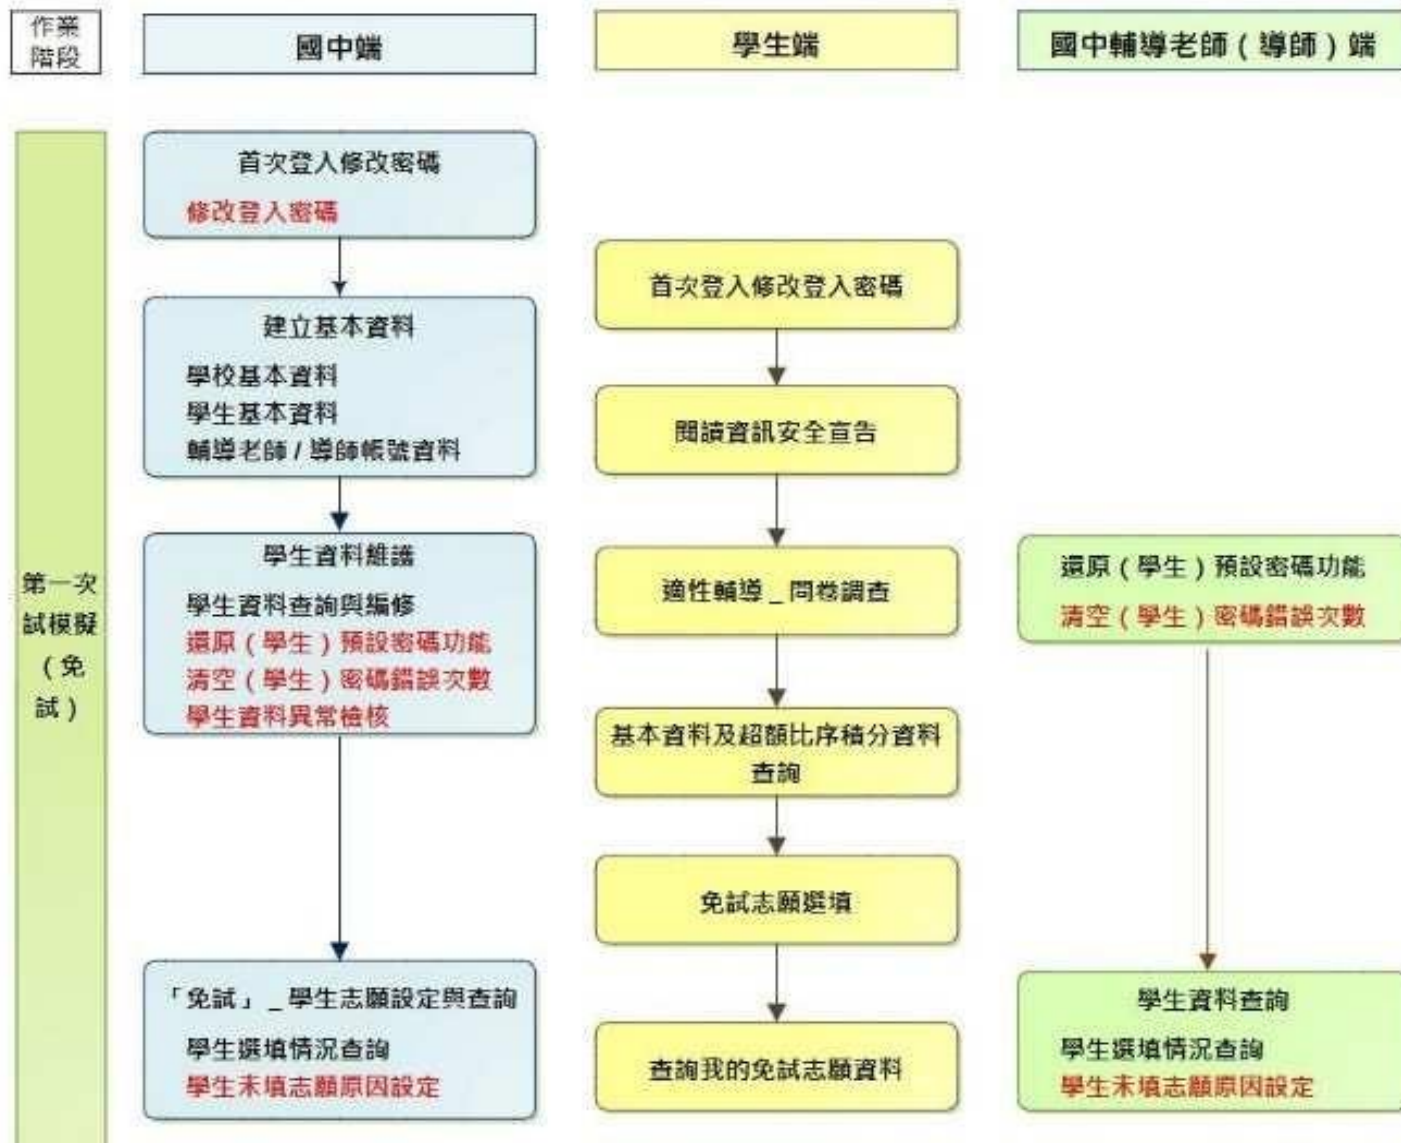 作業
階段
國中端
學生端
國中輔導老師(導師)端
第一次
試模擬
(免
試)
首次登入修改密碼
修改登入密碼
建立基本資料
學校基本資料
學生基本資料
輔導老師/導師帳號資料
學生資料維護
學生資料查詢與編修
還原(學生)預設密碼功能
清空(學生)密碼錯誤次數
學生資料異常檢核
「免試」_學生志願設定與查詢
學生選填情況查詢
學生未填志願原因設定
首次登入修改登入密碼
閱讀資訊安全宣告
適性輔導_問卷調查
基本資料及超額比序積分資料
查詢
免試志願選填
查詢我的免試志願資料
還原(學生)預設密碼功能
清空(學生)密碼錯誤次數
學生資料查詢
學生選填情況查詢
學生未填志願原因設定